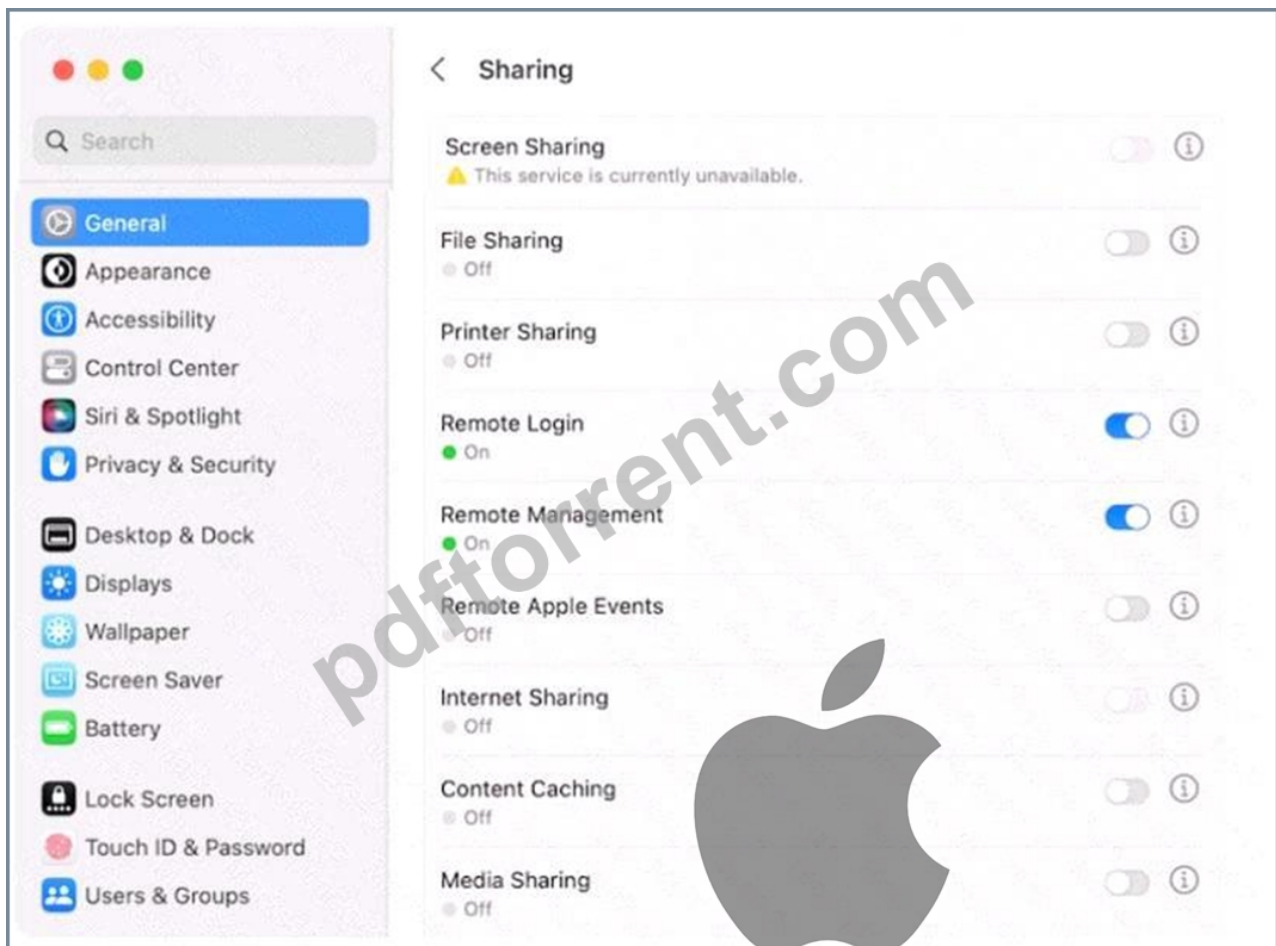 Sharing
Search
General
Appearance
Accessibility
Control Center
Siri & Spotlight
Privacy & Security
Desktop & Dock
Displays
Wallpaper
Screen Saver
Battery
Lock Screen
Touch ID & Password
Users & Groups
Screen Sharing
This service is currently unavailable.
File Sharing
Off
Printer Sharing
Off
Remote Login
On
Remote Management
On
Remote Apple Events
Off
Internet Sharing
Off
Content Caching
Off
Media Sharing
Off
pdftorrent.com